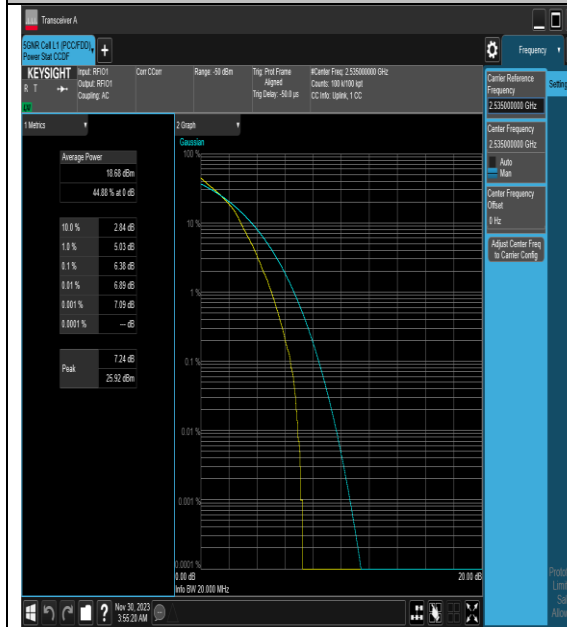 Transceiver A
5GNR Cell L1 (PCC/FDD),
Power Stat CCDF
Frequency
KEYSIGHT
R T
Input: RFIO1
Output: RFIO1
Coupling: AC
Corr CCorr
Range: -50 dBm
Trig: Prot Frame
Aligned
Trig Delay: -50.0 µs
#Center Freq: 2.535000000 GHz
Counts: 100 k/100 kpt
CC Info: Uplink, 1 CC
1 Metrics
Average Power
18.68 dBm
44.80 % at 0 dB
10.0 % 2.84 dB
1.0 % 5.03 dB
0.1 % 6.38 dB
0.01 % 6.89 dB
0.001 % 7.09 dB
0.0001 % --- dB
Peak
7.24 dB
25.92 dBm
2 Graph
Gaussian
100 %
10 %
1 %
0.1 %
0.01 %
0.001 %
0.0001 %
0.00 dB
20.00 dB
Info BW 20.000 MHz
Carrier Reference
Frequency
2.535000000 GHz
Center Frequency
2.535000000 GHz
Auto
Man
Center Frequency
Offset
0 Hz
Adjust Center Freq
to Carrier Config
Setting
?
Nov 30, 2023
3:55:20 AM